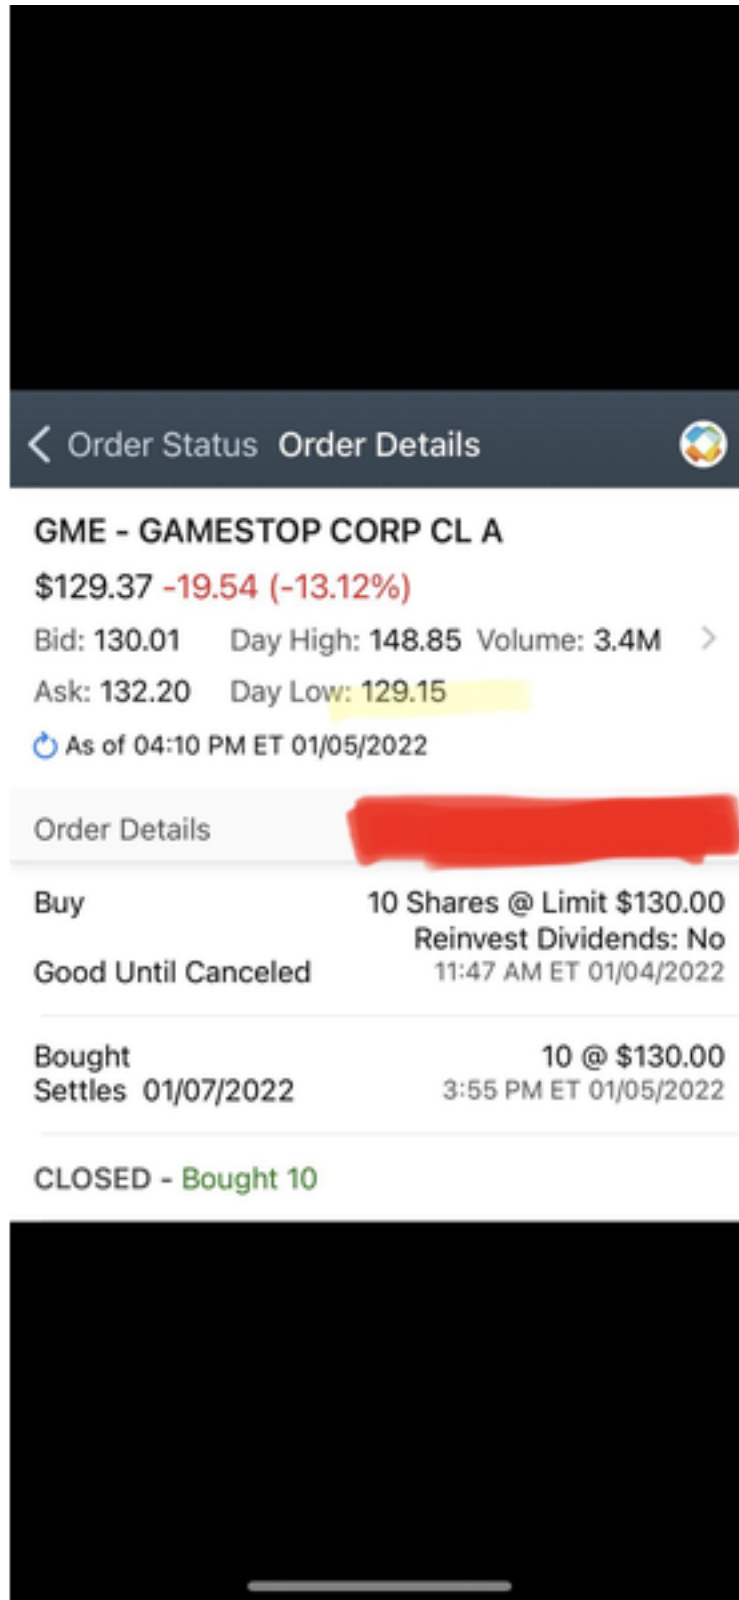 Order Status Order Details
GME - GAMESTOP CORP CL A
$129.37 -19.54 (-13.12%)
Bid: 130.01 Day High: 148.85 Volume: 3.4M
Ask: 132.20 Day Low: 129.15
As of 04:10 PM ET 01/05/2022
Order Details
Buy 10 Shares @ Limit $130.00
Reinvest Dividends: No
Good Until Canceled 11:47 AM ET 01/04/2022
Bought 10 @ $130.00
Settles 01/07/2022 3:55 PM ET 01/05/2022
CLOSED - Bought 10